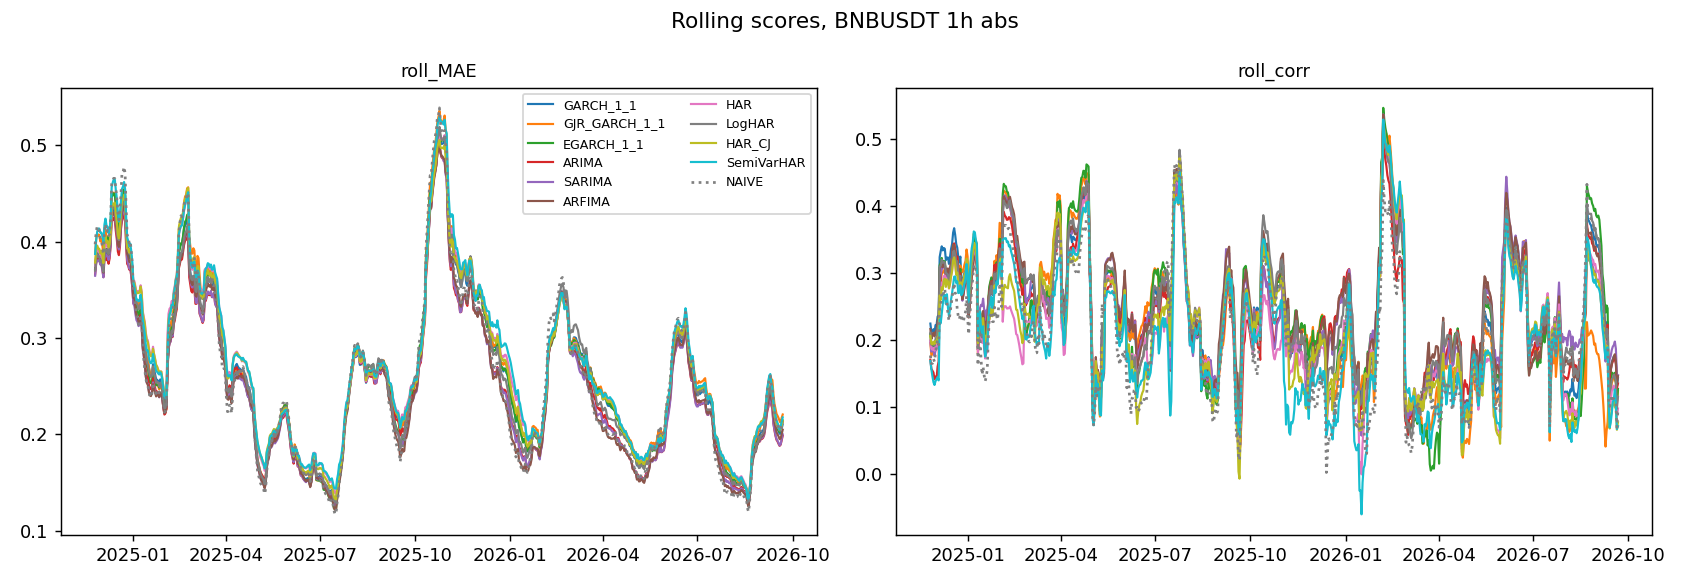 Rolling scores, BNBUSDT 1h abs
roll_MAE
0.5
0.4
0.3
0.2
0.1
GARCH_1_1
GJR_GARCH_1_1
EGARCH_1_1
ARIMA
SARIMA
ARFIMA
HAR
LogHAR
HAR_CJ
SemiVarHAR
NAIVE
2025-01 2025-04 2025-07 2025-10 2026-01 2026-04 2026-07 2026-10
roll_corr
0.5
0.4
0.3
0.2
0.1
0.0
2025-01 2025-04 2025-07 2025-10 2026-01 2026-04 2026-07 2026-10